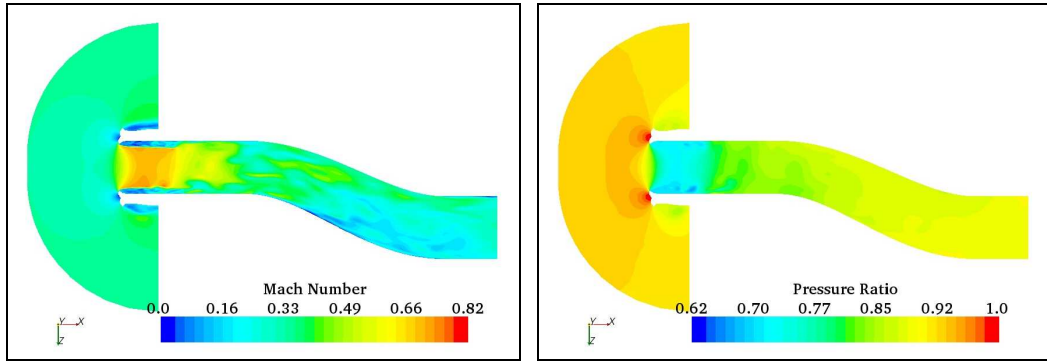 Mach Number
0.0 0.16 0.33 0.49 0.66 0.82
Y X
Z
Pressure Ratio
0.62 0.70 0.77 0.85 0.92 1.0
Y X
Z